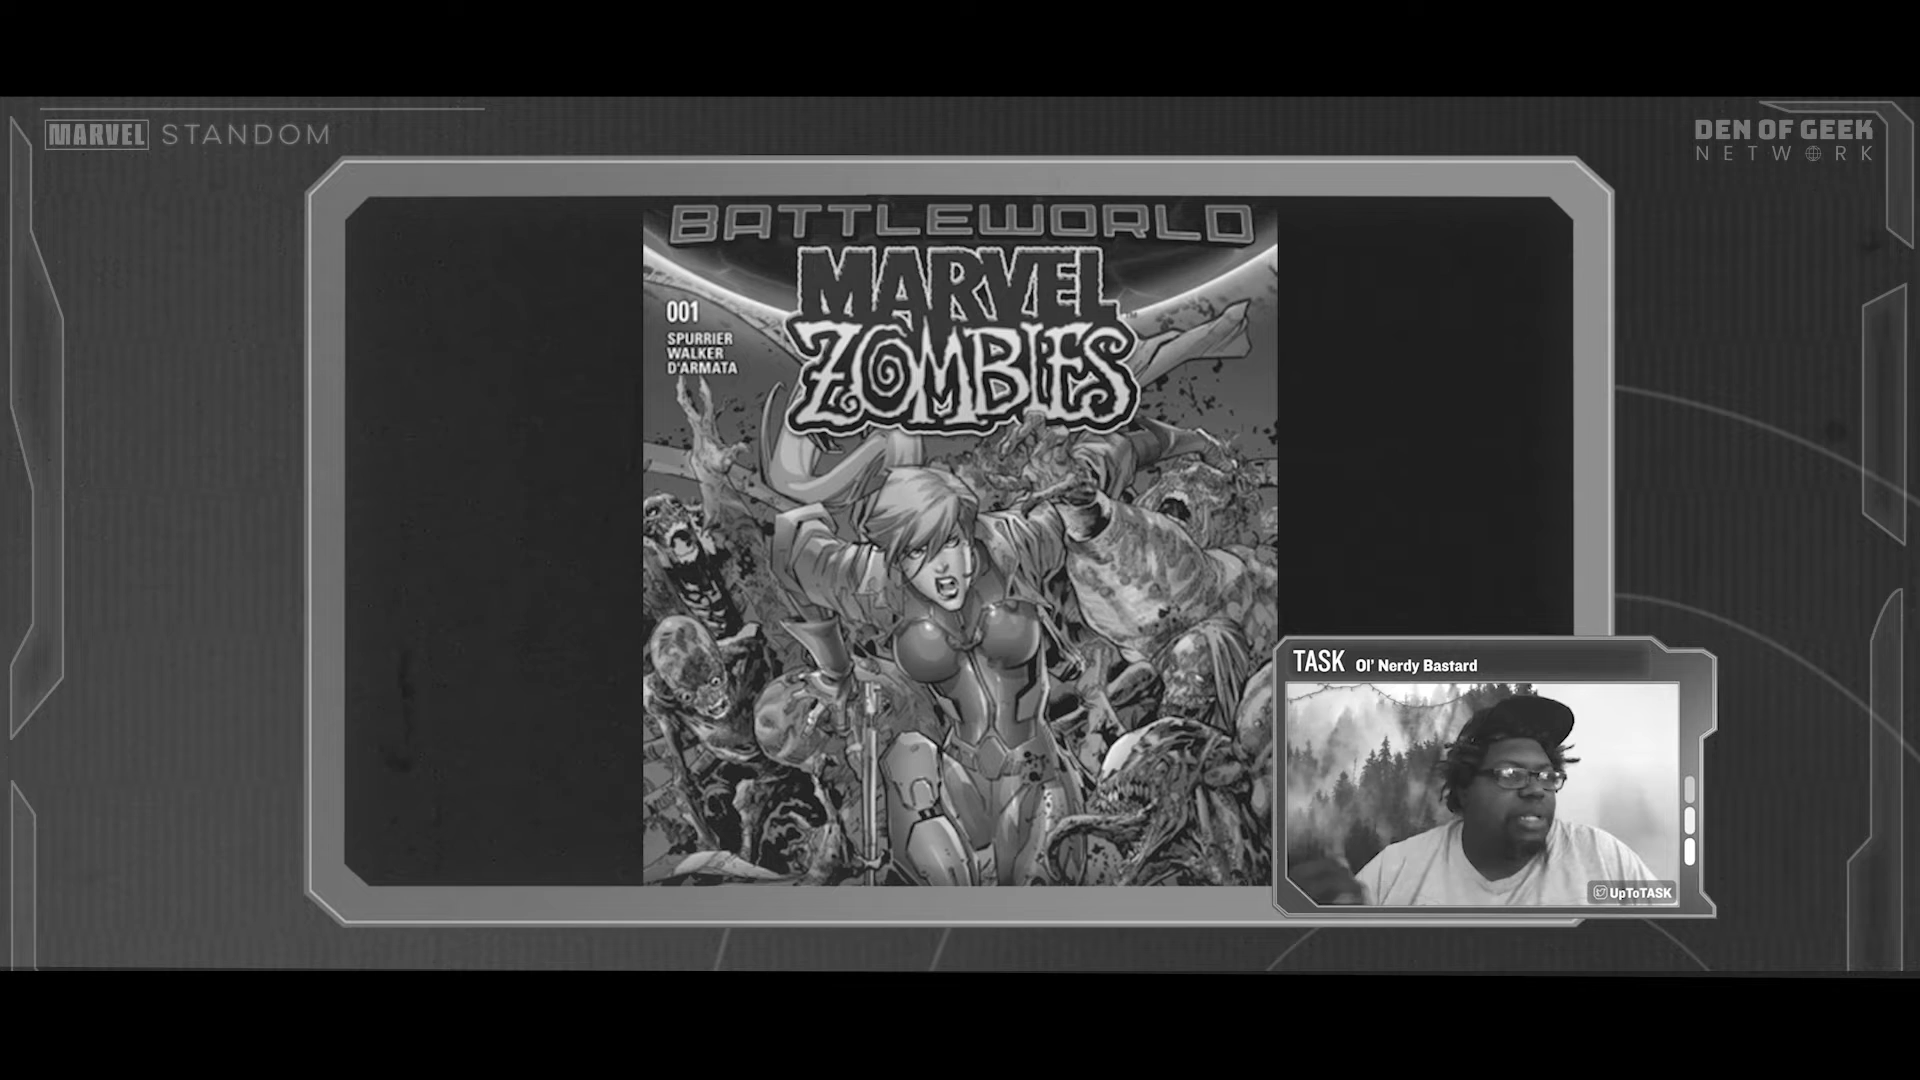 MARVEL STANDOM
DEN OF GEEK
NETWORK
BATTLEWORLD
MARVEL
ZOMBIES
001
SPURRIER
WALKER
D'ARMATA
TASK Ol' Nerdy Bastard
UpToTASK